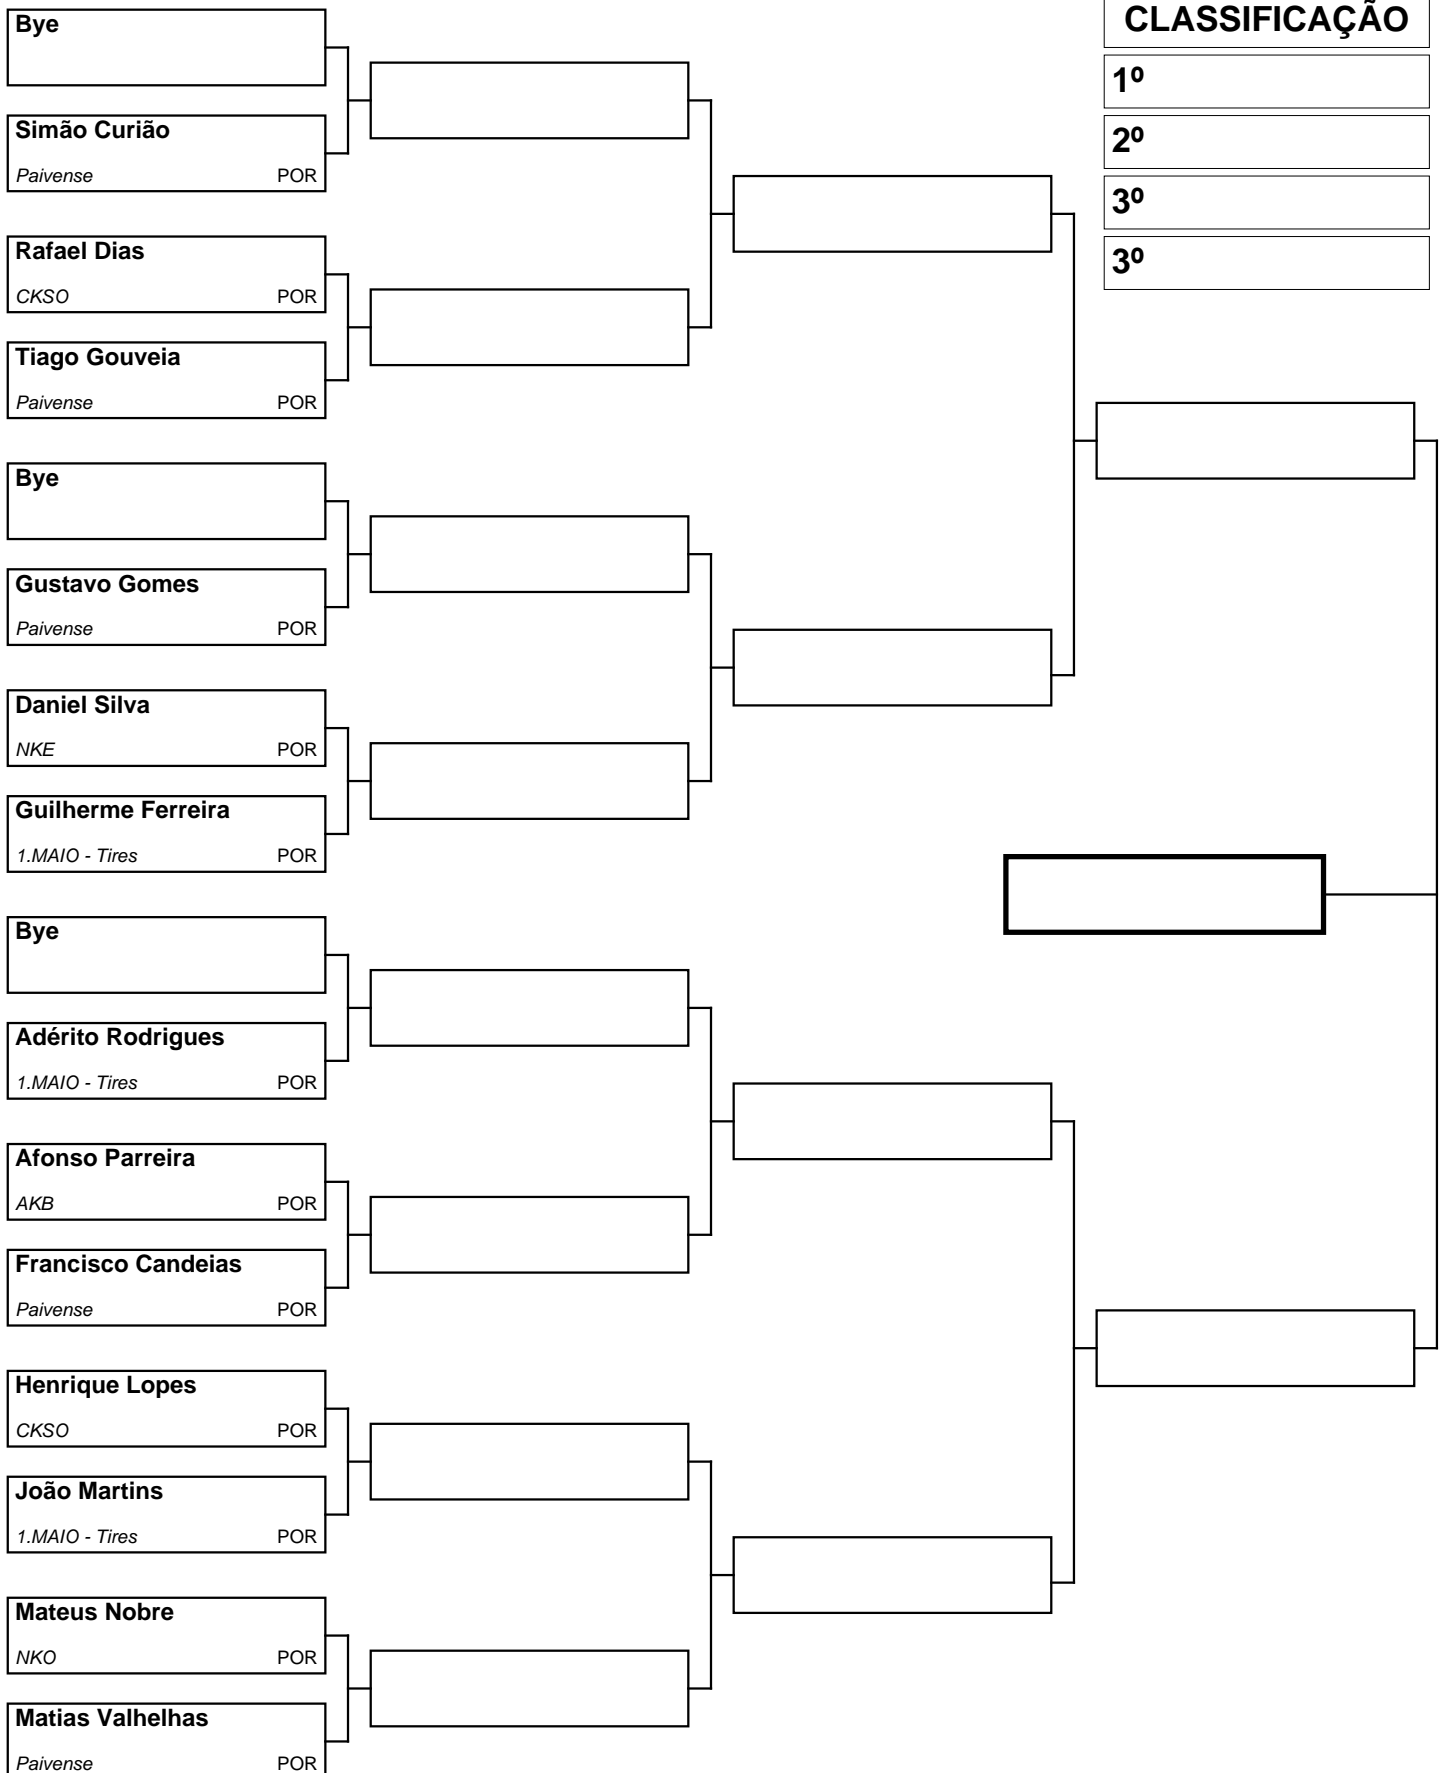 CLASSIFICAÇÃO
1º
2º
3º
3º
Bye
Simão Curião
Paivense POR
Rafael Dias
CKSO POR
Tiago Gouveia
Paivense POR
Bye
Gustavo Gomes
Paivense POR
Daniel Silva
NKE POR
Guilherme Ferreira
1.MAIO - Tires POR
Bye
Adérito Rodrigues
1.MAIO - Tires POR
Afonso Parreira
AKB POR
Francisco Candeias
Paivense POR
Henrique Lopes
CKSO POR
João Martins
1.MAIO - Tires POR
Mateus Nobre
NKO POR
Matias Valhelhas
Paivense POR